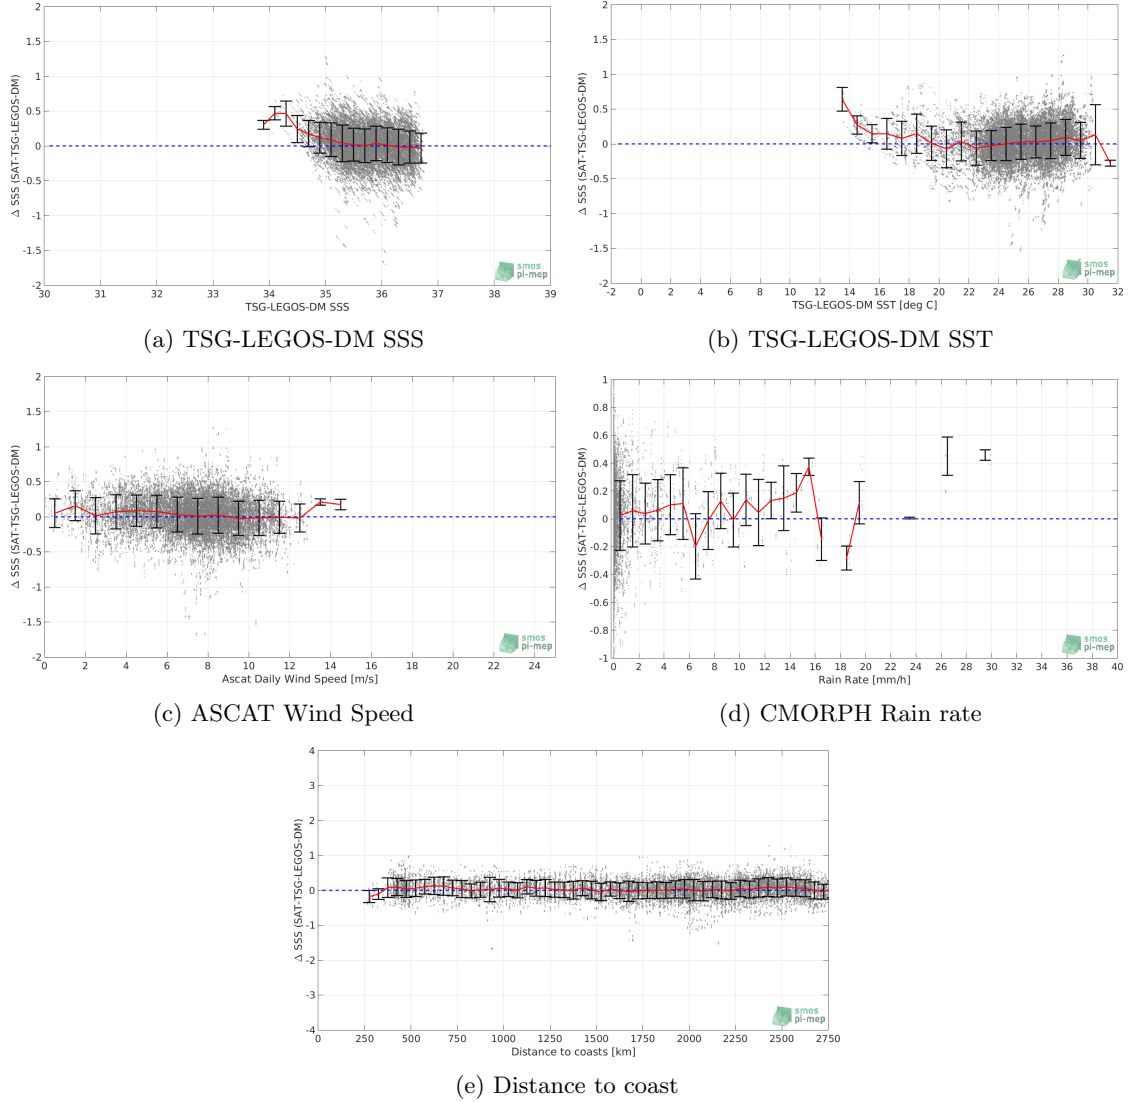 2
1.5
1
0.5
0
-0.5
-1
-1.5
-2
Δ SSS (SAT-TSG-LEGOS-DM)
30 31 32 33 34 35 36 37 38 39
TSG-LEGOS-DM SSS
smos
pi-mep
(a) TSG-LEGOS-DM SSS
2
1.5
1
0.5
0
-0.5
-1
-1.5
-2
Δ SSS (SAT-TSG-LEGOS-DM)
-2 0 2 4 6 8 10 12 14 16 18 20 22 24 26 28 30 32
TSG-LEGOS-DM SST [deg C]
smos
pi-mep
(b) TSG-LEGOS-DM SST
2
1.5
1
0.5
0
-0.5
-1
-1.5
-2
Δ SSS (SAT-TSG-LEGOS-DM)
0 2 4 6 8 10 12 14 16 18 20 22 24
Ascat Daily Wind Speed [m/s]
smos
pi-mep
(c) ASCAT Wind Speed
1
0.8
0.6
0.4
0.2
0
-0.2
-0.4
-0.6
-0.8
-1
Δ SSS (SAT-TSG-LEGOS-DM)
0 2 4 6 8 10 12 14 16 18 20 22 24 26 28 30 32 34 36 38 40
Rain Rate [mm/h]
smos
pi-mep
(d) CMORPH Rain rate
4
3
2
1
0
-1
-2
-3
-4
Δ SSS (SAT-TSG-LEGOS-DM)
0 250 500 750 1000 1250 1500 1750 2000 2250 2500 2750
Distance to coasts [km]
smos
pi-mep
(e) Distance to coast